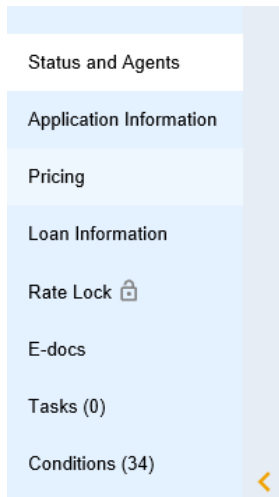 Status and Agents
Application Information
Pricing
Loan Information
Rate Lock
E-docs
Tasks (0)
Conditions (34)